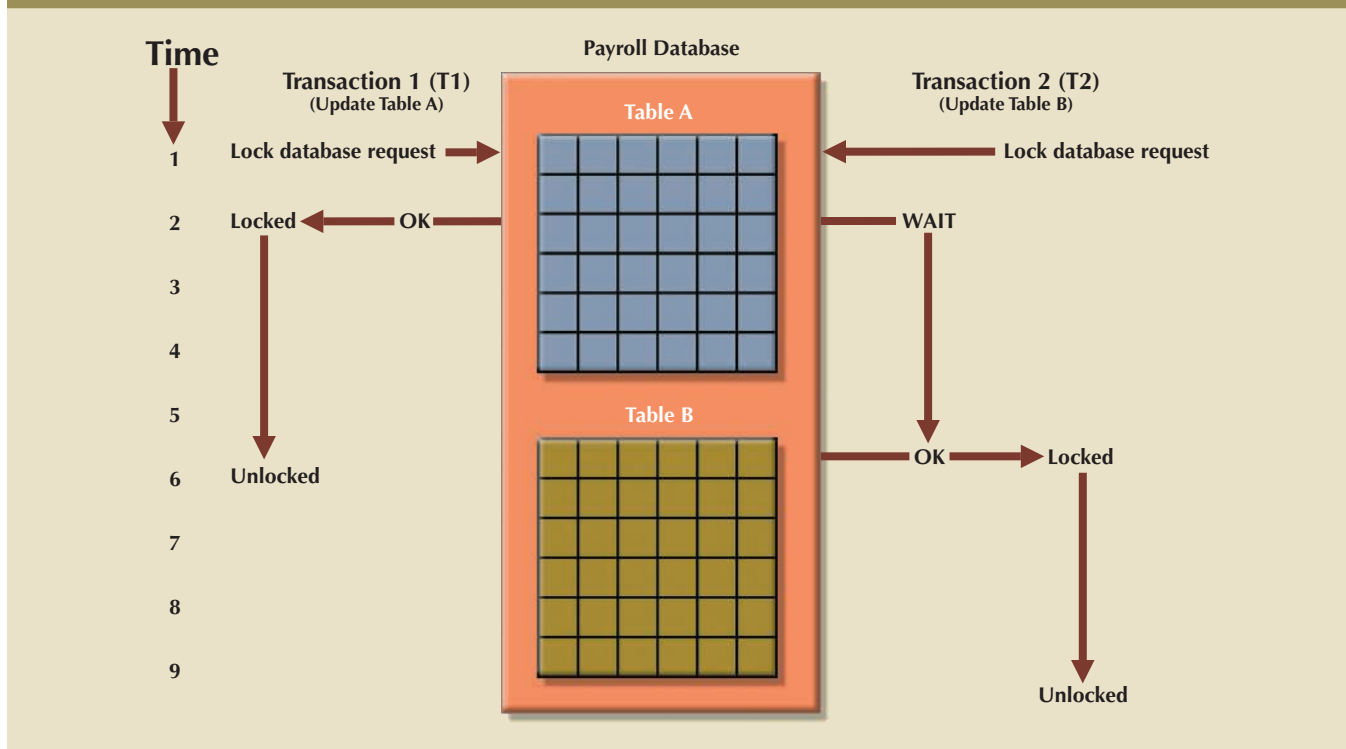 Time
Payroll Database
Transaction 1 (T1)
(Update Table A)
Transaction 2 (T2)
(Update Table B)
Table A
1
Lock database request
Lock database request
2
Locked
OK
WAIT
3
4
5
Table B
OK
Locked
6
Unlocked
7
8
9
Unlocked